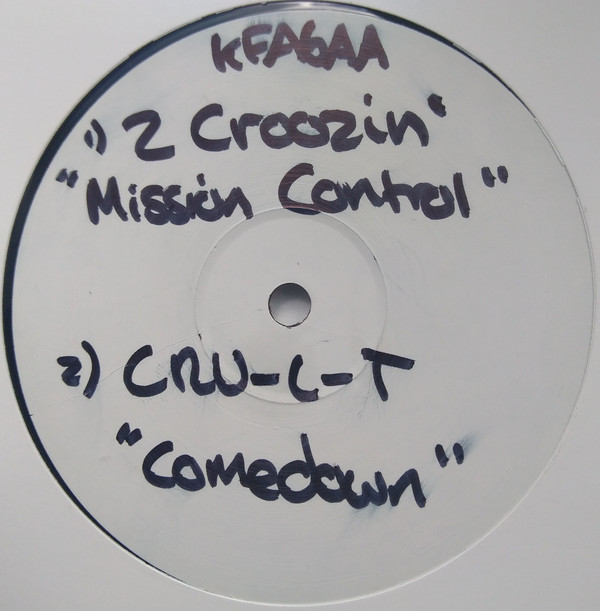 KFA6AA
1) 2 Croozin"
"Mission Control"
2) CRU-L-T
"Comedown"